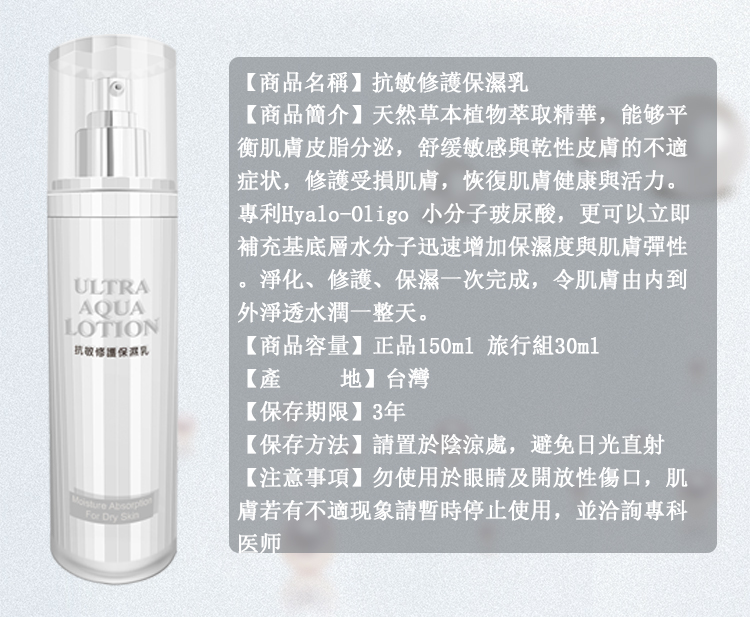 ULTRA
AQUA
LOTION
抗敏修護保濕乳
Moisture Absorption
For Dry Skin
【商品名稱】抗敏修護保濕乳
【商品簡介】天然草本植物萃取精華，能够平
衡肌膚皮脂分泌，舒缓敏感與乾性皮膚的不適
症状，修護受損肌膚，恢復肌膚健康與活力。
專利Hyalo-Oligo 小分子玻尿酸，更可以立即
補充基底層水分子迅速增加保濕度與肌膚彈性
。淨化、修護、保濕一次完成，令肌膚由内到
外淨透水潤一整天。
【商品容量】正品150ml 旅行組30ml
【產 地】台灣
【保存期限】3年
【保存方法】請置於陰涼處，避免日光直射
【注意事項】勿使用於眼睛及開放性傷口，肌
膚若有不適现象請暫時停止使用，並洽詢專科
医师